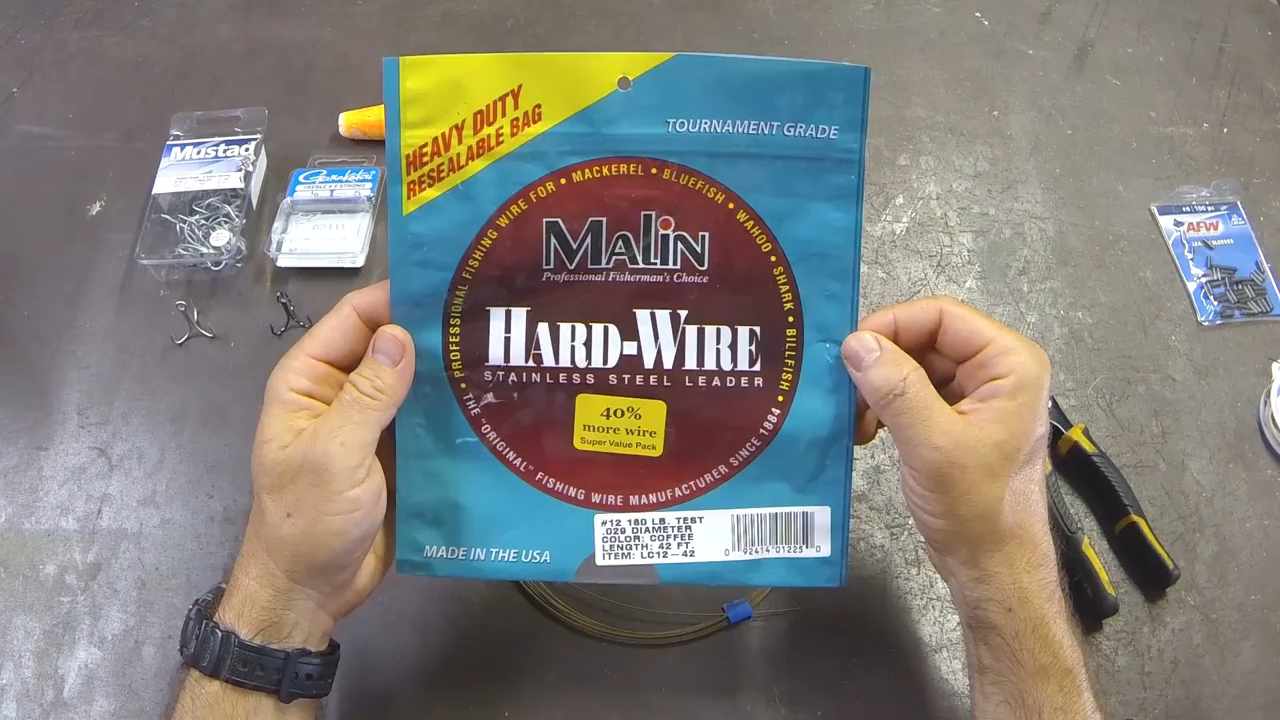 HEAVY DUTY
RESEALABLE BAG
TOURNAMENT GRADE
• THE "ORIGINAL" FISHING WIRE MANUFACTURER SINCE 1884
• PROFESSIONAL FISHING WIRE FOR • MACKEREL • BLUEFISH • WAHOO • SHARK • BILLFISH •
MALIN
Professional Fisherman's Choice
HARD-WIRE
STAINLESS STEEL LEADER
40%
more wire
Super Value Pack
#12 180 LB. TEST
.029 DIAMETER
COLOR: COFFEE
LENGTH: 42 FT.
ITEM: LC12-42
0 92414 01225 0
MADE IN THE USA
Mustad
Gamakatsu
TREBLE 4X STRONG
#6 100 pc
AFW